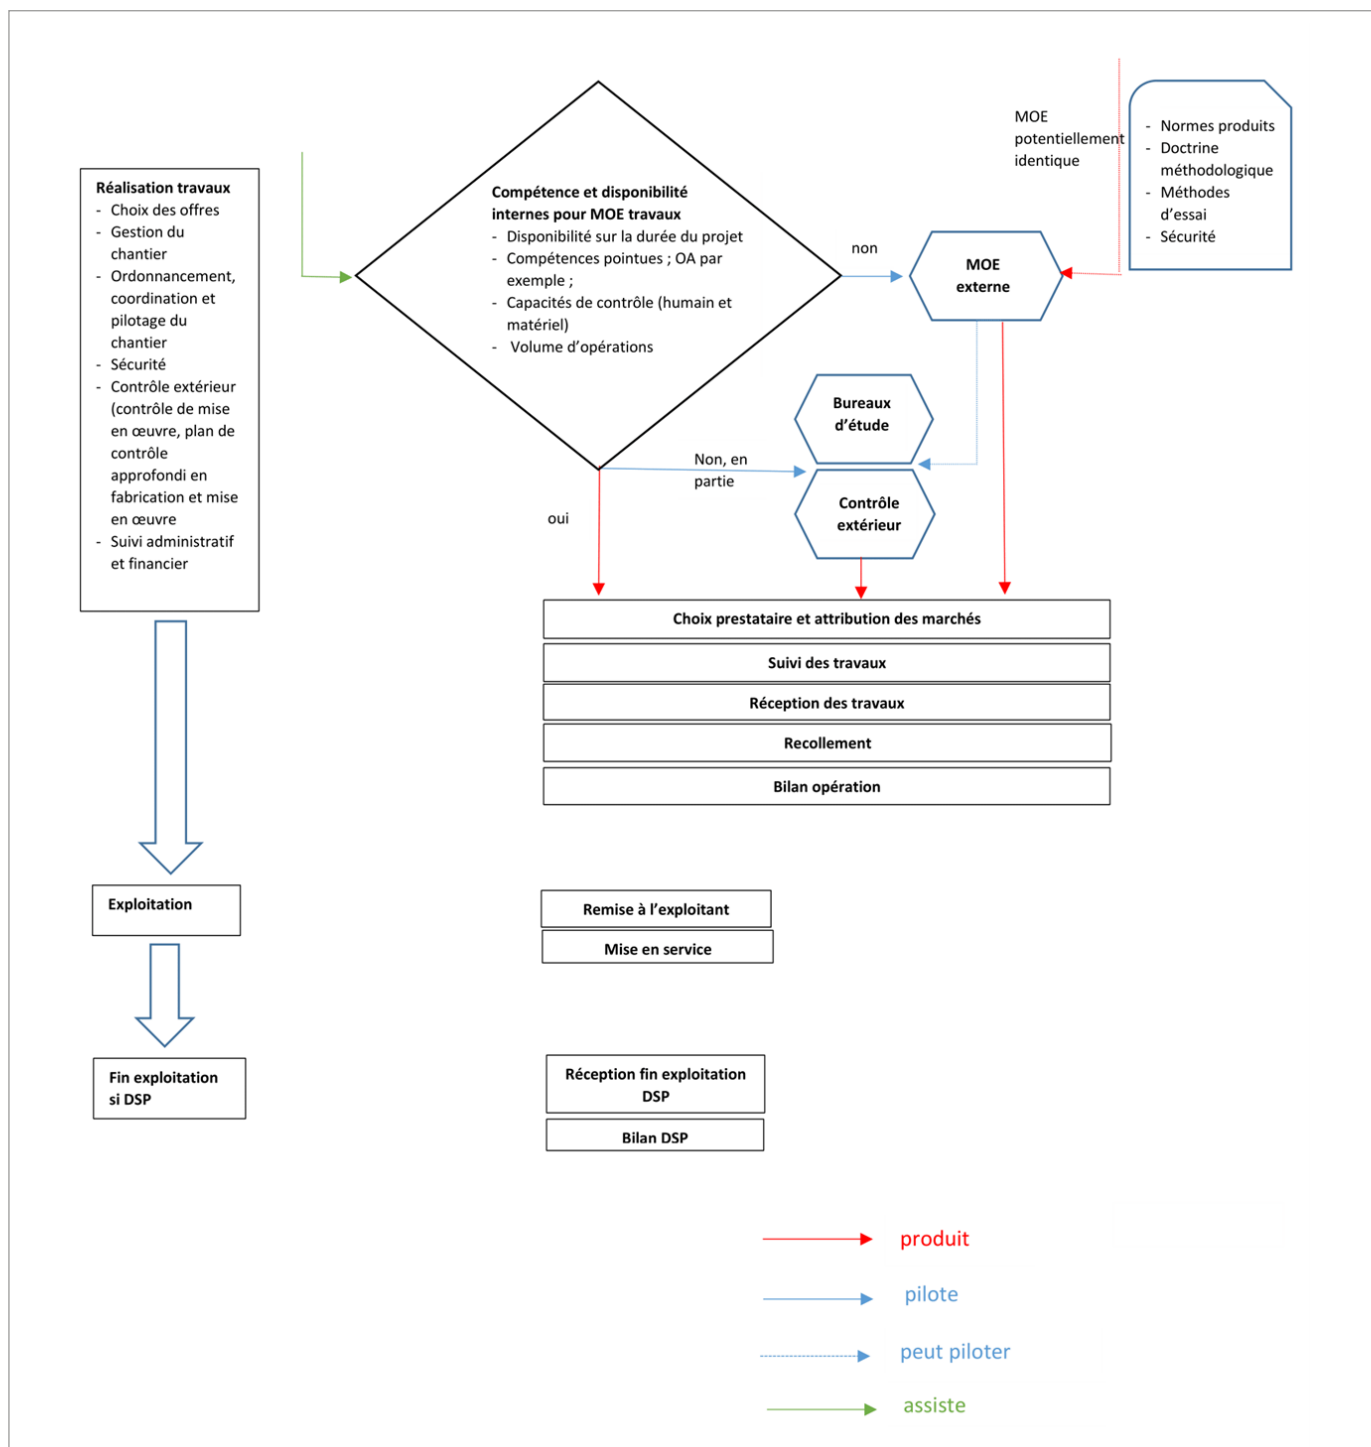 Réalisation travaux
- Choix des offres
- Gestion du
chantier
- Ordonnancement,
coordination et
pilotage du
chantier
- Sécurité
- Contrôle extérieur
(contrôle de mise
en œuvre, plan de
contrôle
approfondi en
fabrication et mise
en œuvre
- Suivi administratif
et financier
Compétence et disponibilité
internes pour MOE travaux
- Disponibilité sur la durée du projet
- Compétences pointues ; OA par
exemple ;
- Capacités de contrôle (humain et
matériel)
- Volume d’opérations
non
MOE
potentiellement
identique
- Normes produits
- Doctrine
méthodologique
- Méthodes
d’essai
- Sécurité
MOE
externe
Bureaux
d’étude
Non, en
partie
Contrôle
extérieur
oui
Choix prestataire et attribution des marchés
Suivi des travaux
Réception des travaux
Recollement
Bilan opération
Exploitation
Remise à l’exploitant
Mise en service
Fin exploitation
si DSP
Réception fin exploitation
DSP
Bilan DSP
produit
pilote
peut piloter
assiste